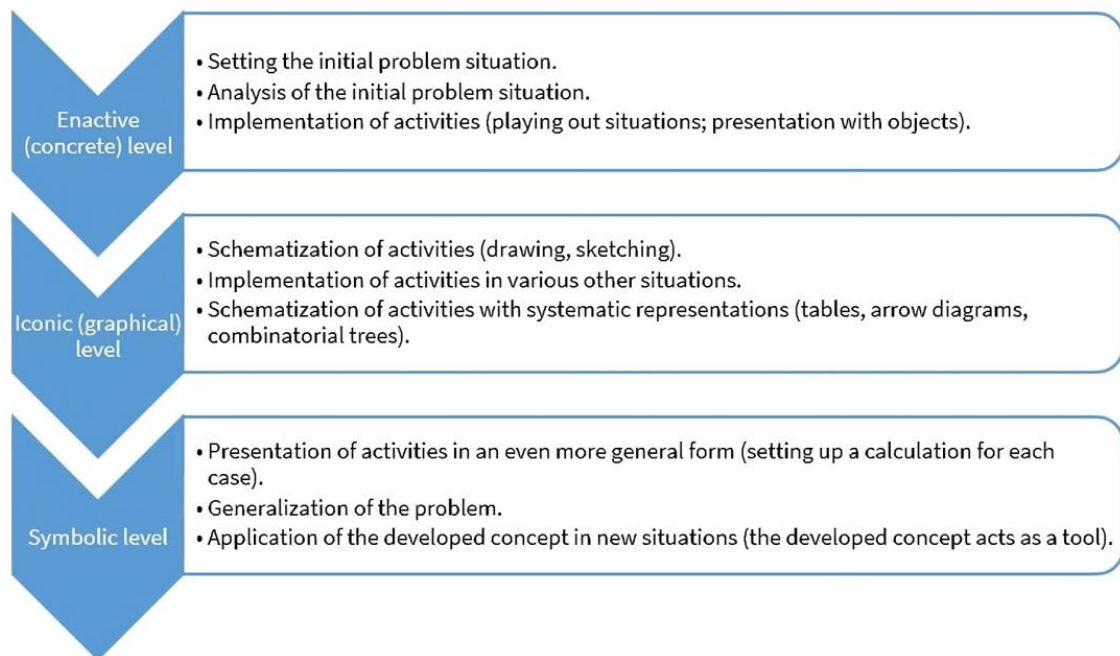 Enactive
(concrete) level
• Setting the initial problem situation.
• Analysis of the initial problem situation.
• Implementation of activities (playing out situations; presentation with objects).
Iconic (graphical)
level
• Schematization of activities (drawing, sketching).
• Implementation of activities in various other situations.
• Schematization of activities with systematic representations (tables, arrow diagrams,
combinatorial trees).
Symbolic level
• Presentation of activities in an even more general form (setting up a calculation for each
case).
• Generalization of the problem.
• Application of the developed concept in new situations (the developed concept acts as a tool).